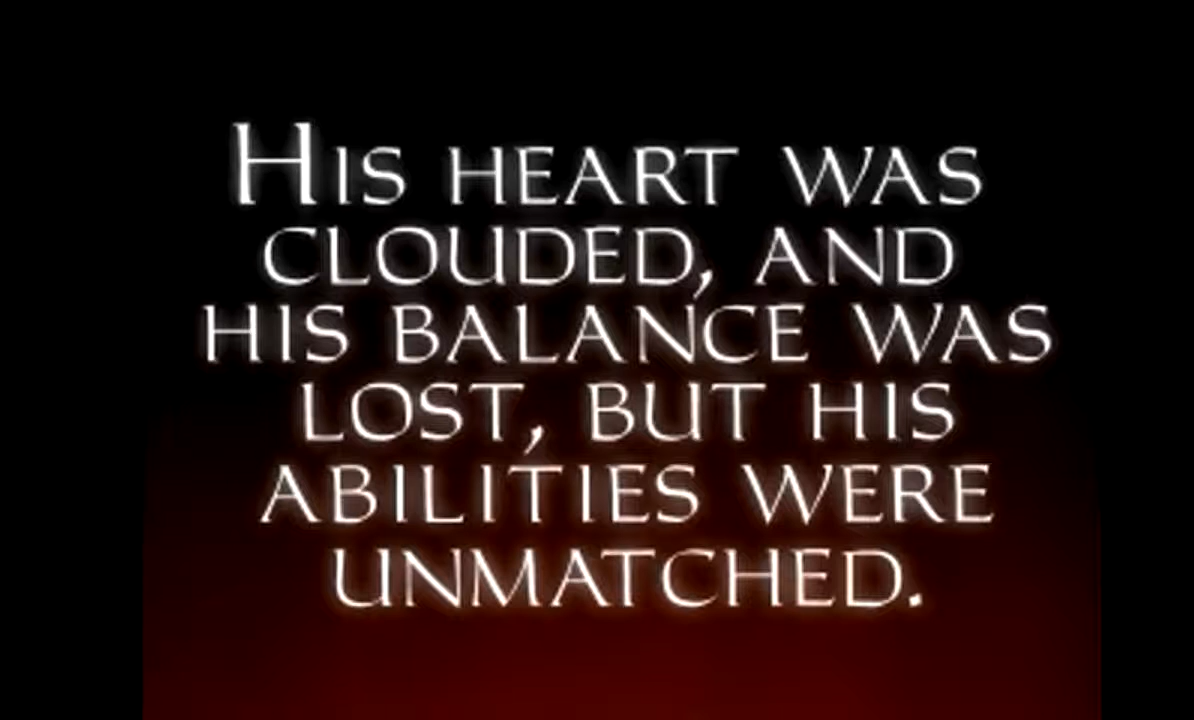 HIS HEART WAS
CLOUDED, AND
HIS BALANCE WAS
LOST, BUT HIS
ABILITIES WERE
UNMATCHED.